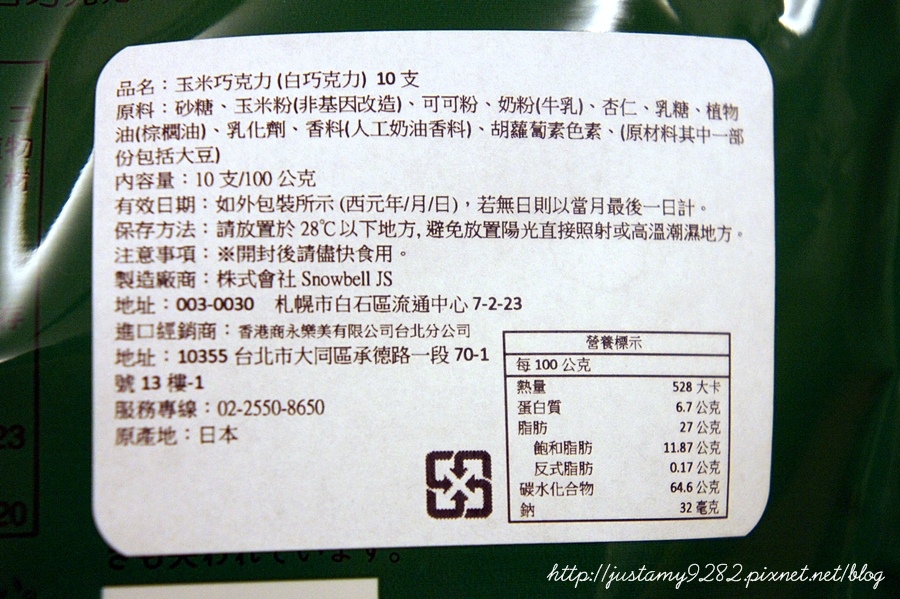 品名：玉米巧克力 (白巧克力) 10 支
原料：砂糖、玉米粉(非基因改造)、可可粉、奶粉(牛乳)、杏仁、乳糖、植物
油(棕櫚油)、乳化劑、香料(人工奶油香料)、胡蘿蔔素色素、(原材料其中一部
份包括大豆)
內容量：10 支/100 公克
有效日期：如外包裝所示 (西元年/月/日)，若無日則以當月最後一日計。
保存方法：請放置於 28℃以下地方, 避免放置陽光直接照射或高溫潮濕地方。
注意事項：※開封後請儘快食用。
製造廠商：株式會社 Snowbell JS
地址：003-0030 札幌市白石區流通中心 7-2-23
進口經銷商：香港商永樂美有限公司台北分公司
地址：10355 台北市大同區承德路一段 70-1
號 13 樓-1
服務專線：02-2550-8650
原產地：日本
營養標示
每 100 公克
熱量 528 大卡
蛋白質 6.7 公克
脂肪 27 公克
飽和脂肪 11.87 公克
反式脂肪 0.17 公克
碳水化合物 64.6 公克
鈉 32 毫克
物
23
20
http://justamy9282.pixnet.net/blog